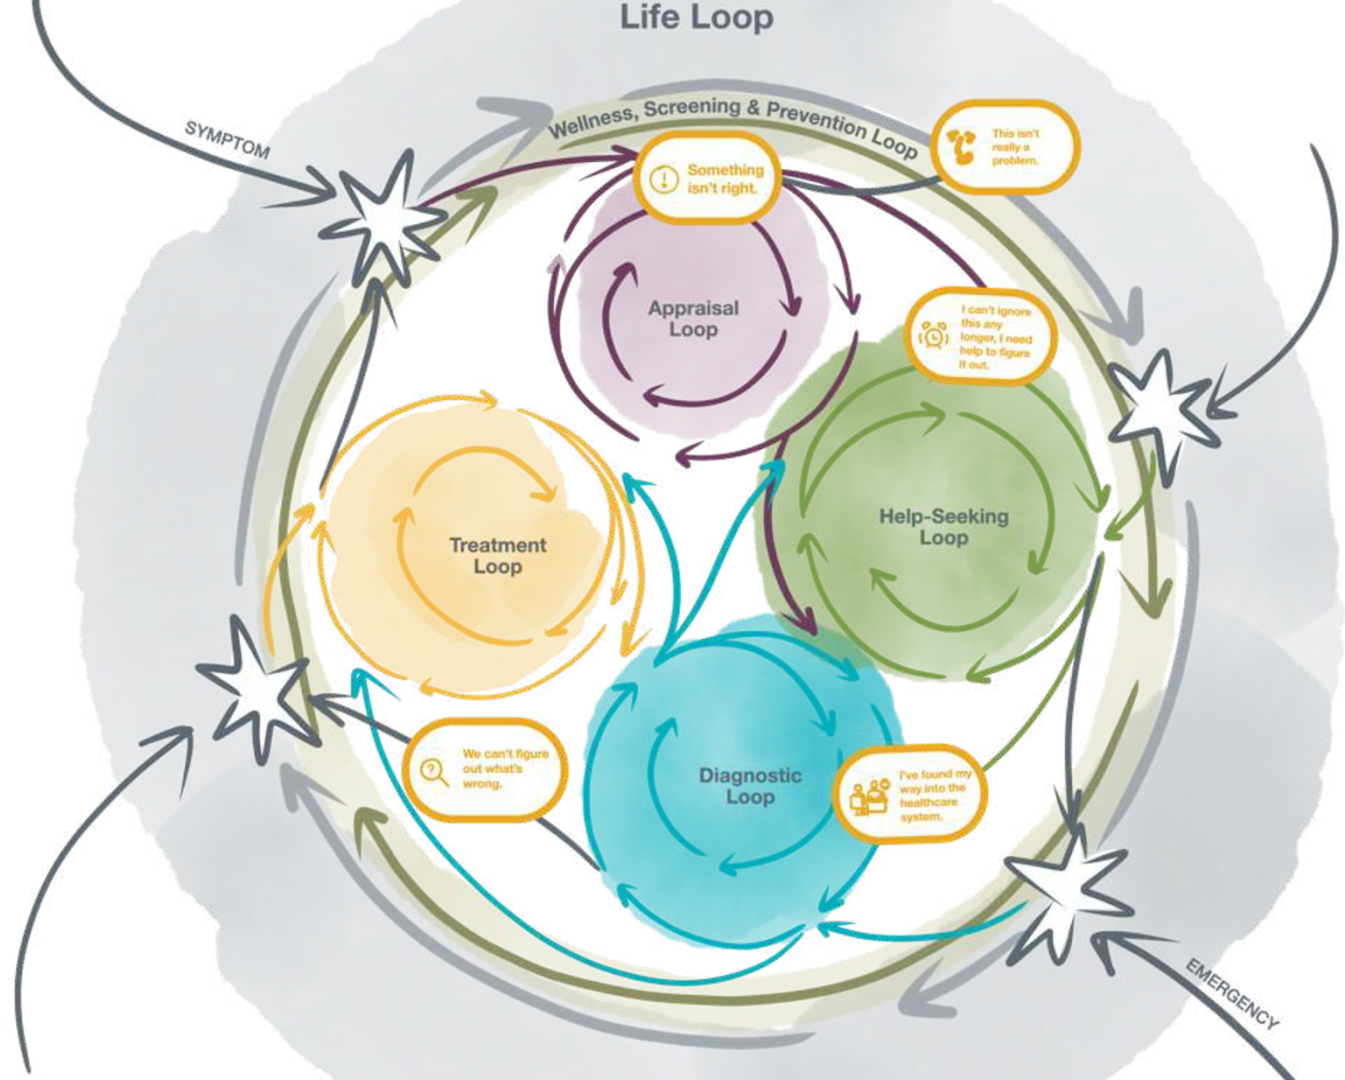 Life Loop
Wellness, Screening & Prevention Loop
SYMPTOM
This isn't
really a
problem.
Something
isn't right.
Appraisal
Loop
I can't ignore
this any
longer, I need
help to figure
it out.
Help-Seeking
Loop
Treatment
Loop
We can't figure
out what's
wrong.
Diagnostic
Loop
I've found my
way into the
healthcare
system.
EMERGENCY